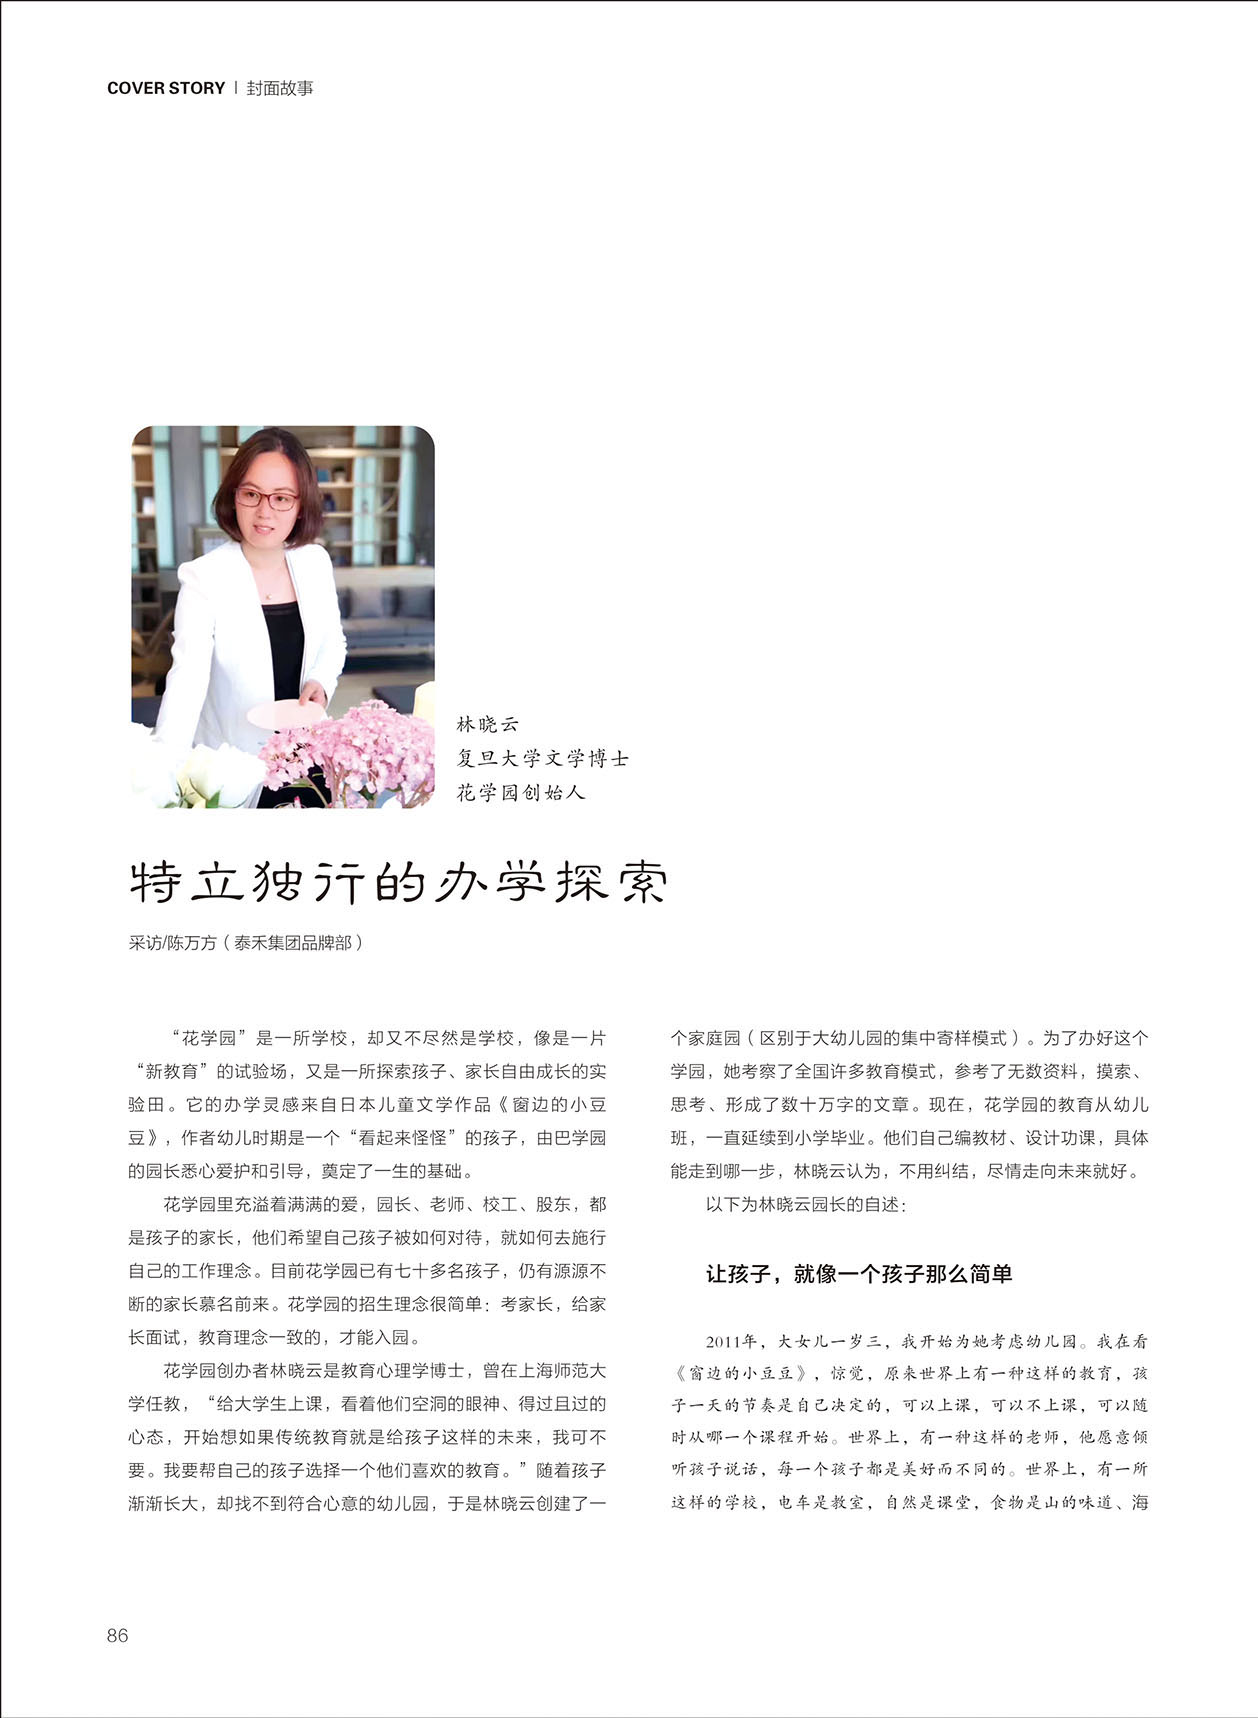 COVER STORY | 封面故事
林晓云
复旦大学文学博士
花学园创始人
特立独行的办学探索
采访/陈万方（泰禾集团品牌部）
“花学园”是一所学校，却又不尽然是学校，像是一片
“新教育”的试验场，又是一所探索孩子、家长自由成长的实
验田。它的办学灵感来自日本儿童文学作品《窗边的小豆
豆》，作者幼儿时期是一个“看起来怪怪”的孩子，由巴学园
的园长悉心爱护和引导，奠定了一生的基础。
花学园里充溢着满满的爱，园长、老师、校工、股东，都
是孩子的家长，他们希望自己孩子被如何对待，就如何去施行
自己的工作理念。目前花学园已有七十多名孩子，仍有源源不
断的家长慕名前来。花学园的招生理念很简单：考家长，给家
长面试，教育理念一致的，才能入园。
花学园创办者林晓云是教育心理学博士，曾在上海师范大
学任教，“给大学生上课，看着他们空洞的眼神、得过且过的
心态，开始想如果传统教育就是给孩子这样的未来，我可不
要。我要帮自己的孩子选择一个他们喜欢的教育。”随着孩子
渐渐长大，却找不到符合心意的幼儿园，于是林晓云创建了一
个家庭园（区别于大幼儿园的集中寄样模式）。为了办好这个
学园，她考察了全国许多教育模式，参考了无数资料，摸索、
思考、形成了数十万字的文章。现在，花学园的教育从幼儿
班，一直延续到小学毕业。他们自己编教材、设计功课，具体
能走到哪一步，林晓云认为，不用纠结，尽情走向未来就好。
以下为林晓云园长的自述：
让孩子，就像一个孩子那么简单
2011年，大女儿一岁三，我开始为她考虑幼儿园。我在看
《窗边的小豆豆》，惊觉，原来世界上有一种这样的教育，孩
子一天的节奏是自己决定的，可以上课，可以不上课，可以随
时从哪一个课程开始。世界上，有一种这样的老师，他愿意倾
听孩子说话，每一个孩子都是美好而不同的。世界上，有一所
这样的学校，电车是教室，自然是课堂，食物是山的味道、海
86